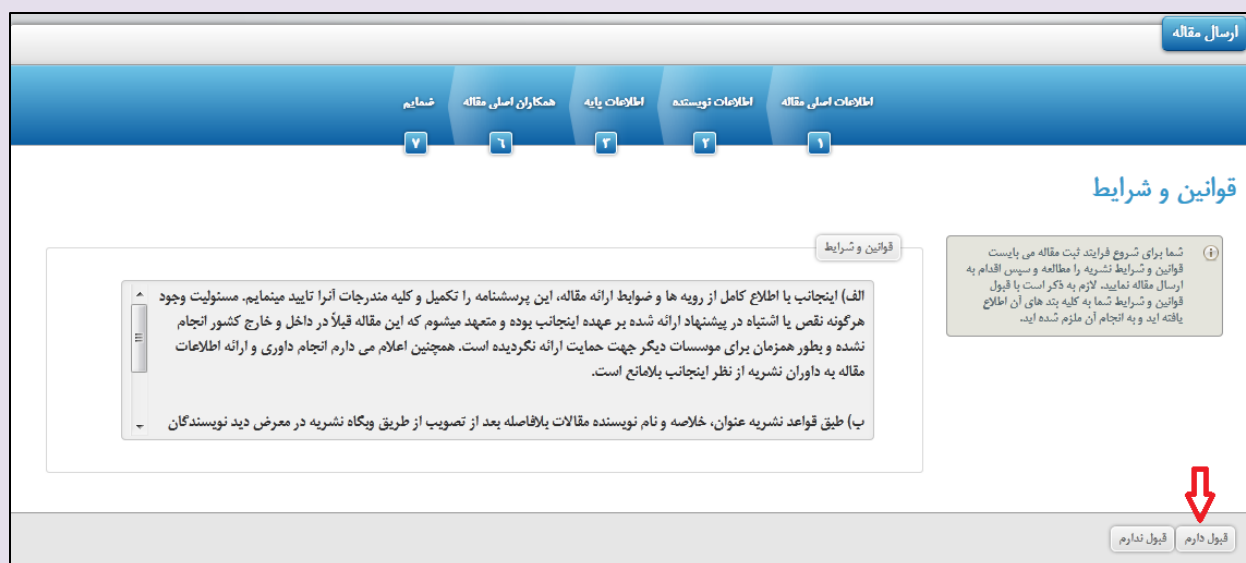 ارسال مقاله
اطلاعات اصلی مقاله
اطلاعات نویسنده
اطلاعات پایه
همکاران اصلی مقاله
ضمایم
۱
۲
۳
٦
۷
قوانین و شرایط
شما برای شروع فرایند ثبت مقاله می بایست
قوانین و شرایط نشریه را مطالعه و سپس اقدام به
ارسال مقاله نمایید. لازم به ذکر است با قبول
قوانین و شرایط شما به کلیه بند های آن اطلاع
یافته اید و به انجام آن ملزم شده اید.
قوانین و شرایط
الف) اینجانب با اطلاع کامل از رویه ها و ضوابط ارائه مقاله، این پرسشنامه را تکمیل و کلیه مندرجات آنرا تایید مینمایم. مسئولیت وجود
هرگونه نقص یا اشتباه در پیشنهاد ارائه شده بر عهده اینجانب بوده و متعهد میشوم که این مقاله قبلاً در داخل و خارج کشور انجام
نشده و بطور همزمان برای موسسات دیگر جهت حمایت ارائه نگردیده است. همچنین اعلام می دارم انجام داوری و ارائه اطلاعات
مقاله به داوران نشریه از نظر اینجانب بلامانع است.
ب) طبق قواعد نشریه عنوان، خلاصه و نام نویسنده مقالات بلافاصله بعد از تصویب از طریق وبگاه نشریه در معرض دید نویسندگان
قبول دارم
قبول ندارم